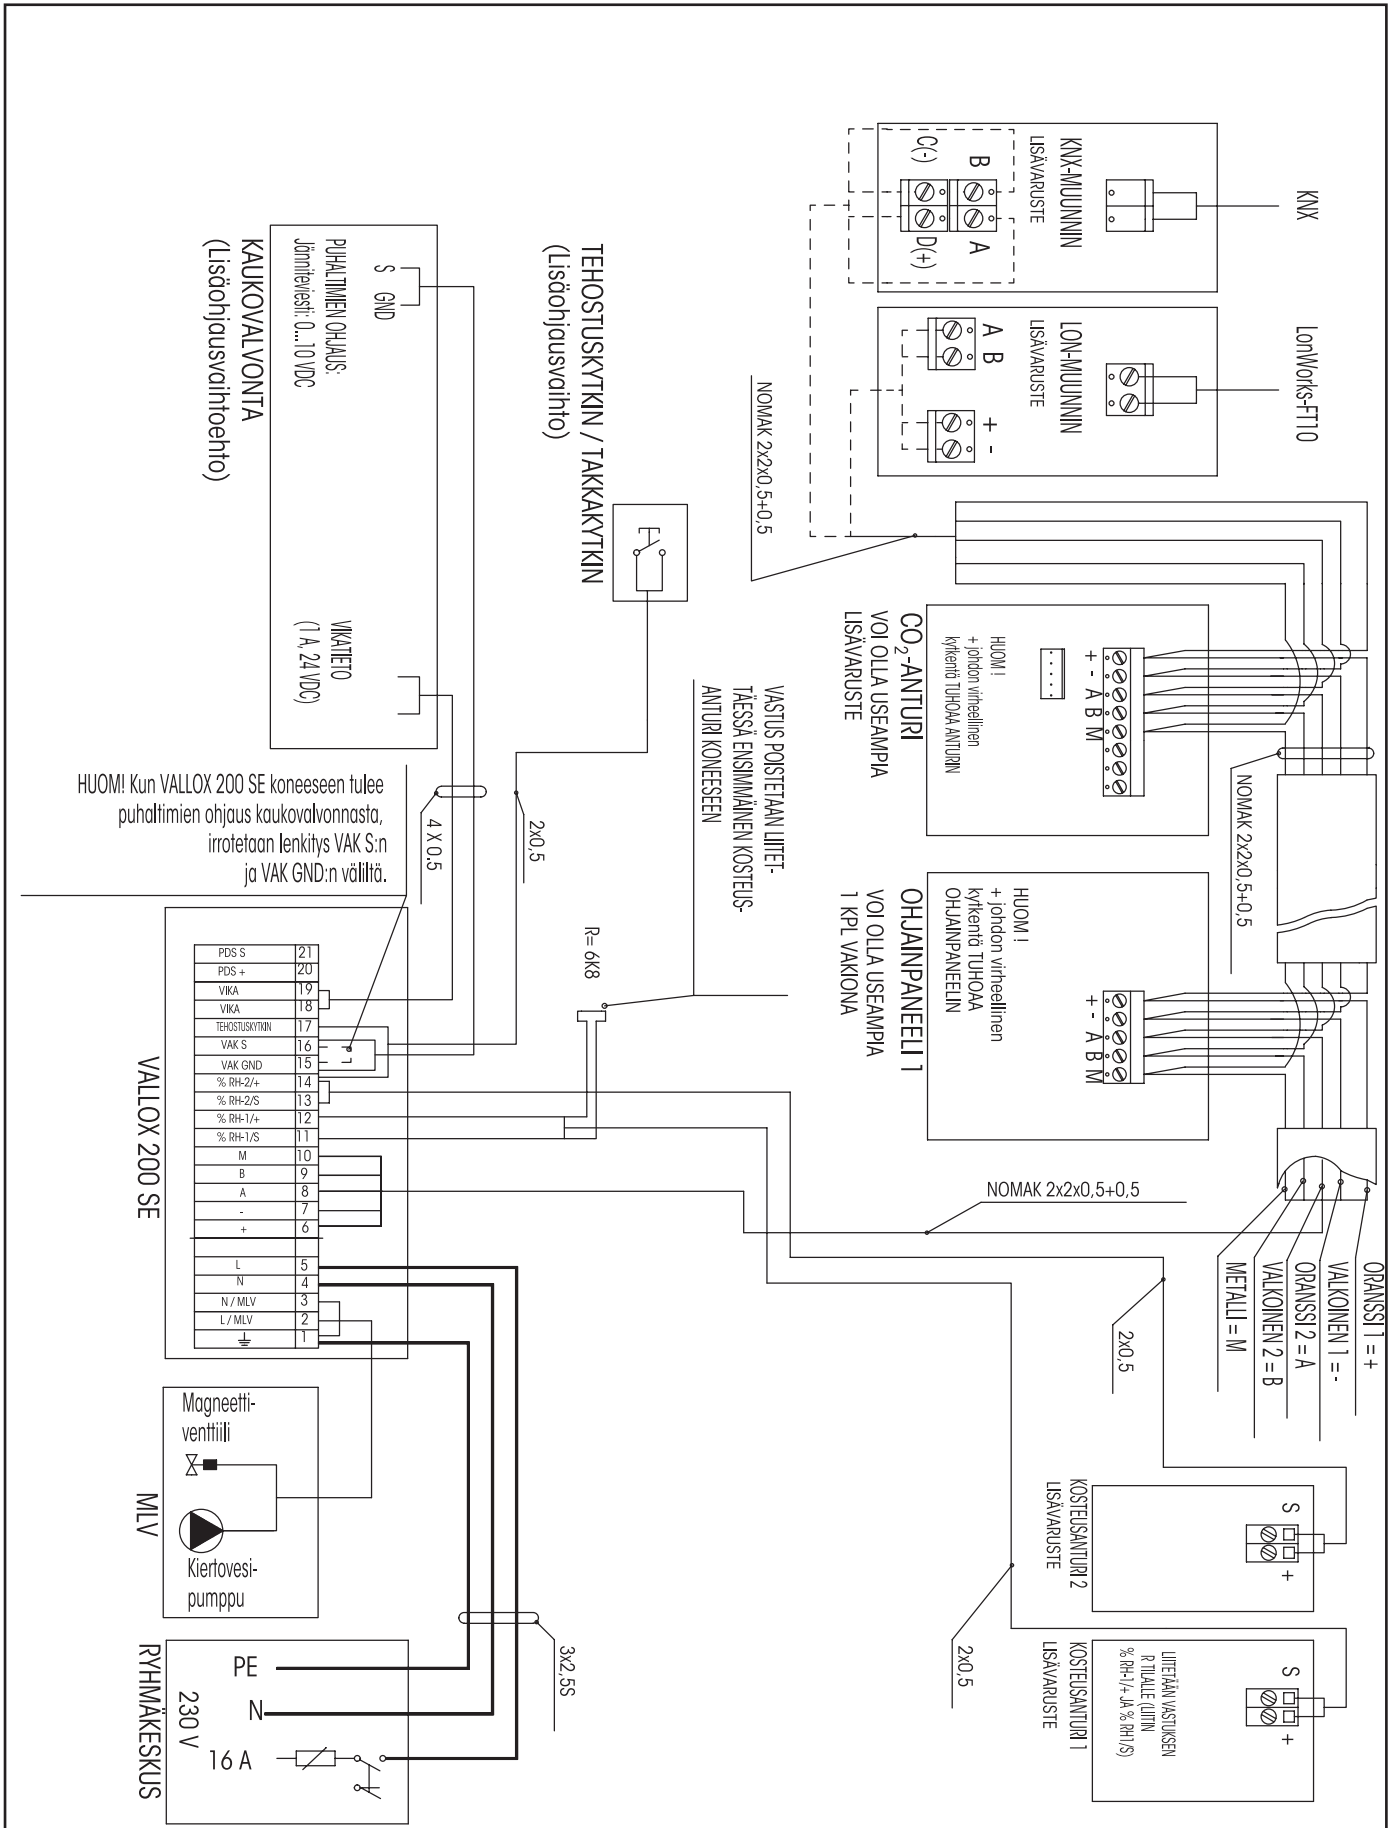 KNX
KNX-MUUNNIN
LISÄVARUSTE
B
A
C(-)
D(+)
LonWorks-FT10
LON-MUUNNIN
LISÄVARUSTE
A B
+ -
NOMAK 2x2x0,5+0,5
KAUKOVALVONTA
(Lisäohjausvaihtoehto)
PUHALTIMIEN OHJAUS:
Jänniteviesti: 0...10 VDC
S GND
VIKATIETO
(1 A, 24 VDC)
TEHOSTUSKYTKIN / TAKKAKYTKIN
(Lisäohjausvaihto)
CO2-ANTURI
VOI OLLA USEAMPIA
LISÄVARUSTE
HUOM !
+ johdon virheellinen
kytkentä TUHOAA ANTURIN
+ - A B M
NOMAK 2x2x0,5+0,5
VASTUS POISTETAAN LIITET-
TÄESSÄ ENSIMMÄINEN KOSTEUS-
ANTURI KONEESEEN
HUOM! Kun VALLOX 200 SE koneeseen tulee
puhaltimien ohjaus kaukovalvonnasta,
irrotetaan lenkitys VAK S:n
ja VAK GND:n väliltä.
4 X 0.5
2x0,5
R= 6K8
OHJAINPANEELI 1
VOI OLLA USEAMPIA
1 KPL VAKIONA
HUOM !
+ johdon virheellinen
kytkentä TUHOAA
OHJAINPANEELIN
+ - A B M
VALLOX 200 SE
PDS S 21
PDS + 20
VIKA 19
VIKA 18
TEHOSTUSKYTKIN 17
VAK S 16
VAK GND 15
% RH-2/+ 14
% RH-2/S 13
% RH-1/+ 12
% RH-1/S 11
M 10
B 9
A 8
- 7
+ 6
L 5
N 4
N / MLV 3
L / MLV 2
1
NOMAK 2x2x0,5+0,5
ORANSSI 1 = +
VALKOINEN 1 = -
ORANSSI 2 = A
VALKOINEN 2 = B
METALLI = M
2x0,5
MLV
Magneetti-
venttiili
Kiertovesi-
pumppu
3x2,5S
RYHMÄKESKUS
230 V
PE
N
16 A
KOSTEUSANTURI 2
LISÄVARUSTE
S +
2x0,5
KOSTEUSANTURI 1
LISÄVARUSTE
LIITETÄÄN VASTUKSEN
R TILALLE (LIITIN
% RH-1/+ JA % RH1/S)
S +